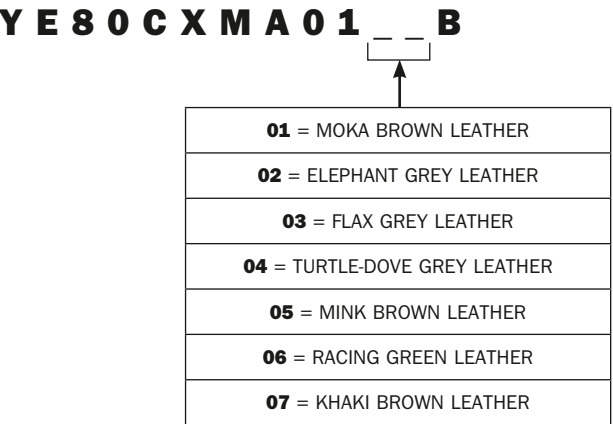 YE80CXMA01__B
01 = MOKA BROWN LEATHER
02 = ELEPHANT GREY LEATHER
03 = FLAX GREY LEATHER
04 = TURTLE-DOVE GREY LEATHER
05 = MINK BROWN LEATHER
06 = RACING GREEN LEATHER
07 = KHAKI BROWN LEATHER